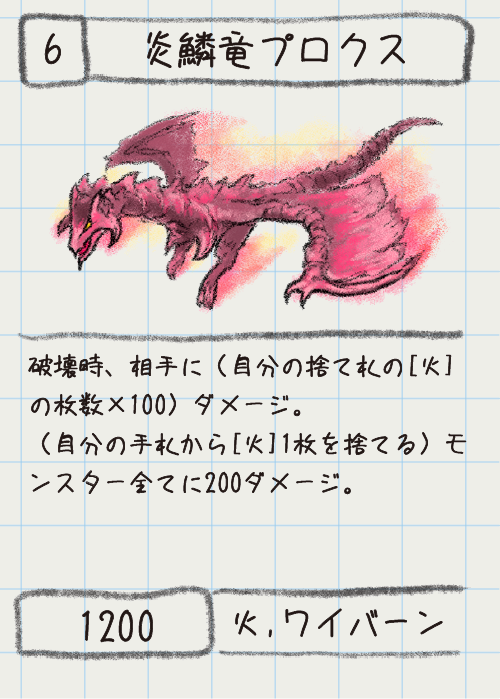 6
炎鱗竜プロクス
破壊時、相手に（自分の捨て札の[火]
の枚数×100）ダメージ。
（自分の手札から[火]1枚を捨てる）モ
ンスター全てに200ダメージ。
1200
火,ワイバーン